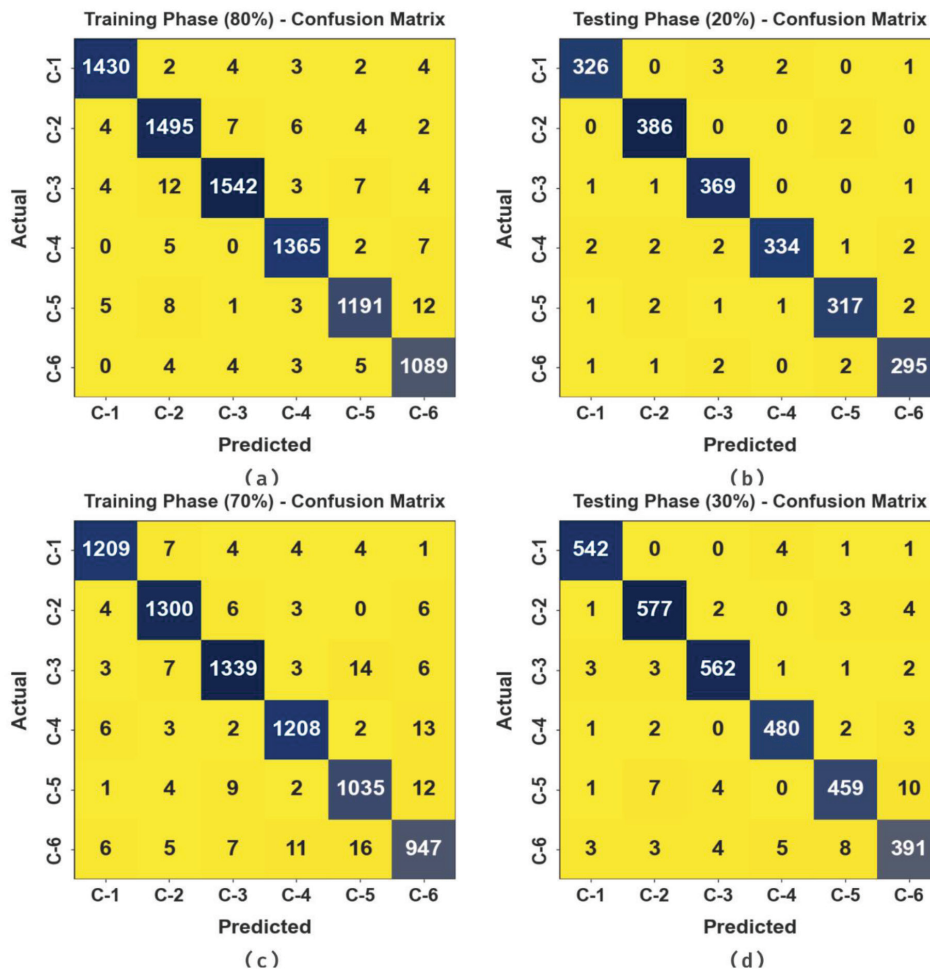 Training Phase (80%) - Confusion Matrix
Testing Phase (20%) - Confusion Matrix
Actual
C-1 1430 2 4 3 2 4
C-2 4 1495 7 6 4 2
C-3 4 12 1542 3 7 4
C-4 0 5 0 1365 2 7
C-5 5 8 1 3 1191 12
C-6 0 4 4 3 5 1089
C-1 C-2 C-3 C-4 C-5 C-6
Predicted
(a)
Actual
C-1 326 0 3 2 0 1
C-2 0 386 0 0 2 0
C-3 1 1 369 0 0 1
C-4 2 2 2 334 1 2
C-5 1 2 1 1 317 2
C-6 1 1 2 0 2 295
C-1 C-2 C-3 C-4 C-5 C-6
Predicted
(b)
Training Phase (70%) - Confusion Matrix
Testing Phase (30%) - Confusion Matrix
Actual
C-1 1209 7 4 4 4 1
C-2 4 1300 6 3 0 6
C-3 3 7 1339 3 14 6
C-4 6 3 2 1208 2 13
C-5 1 4 9 2 1035 12
C-6 6 5 7 11 16 947
C-1 C-2 C-3 C-4 C-5 C-6
Predicted
(c)
Actual
C-1 542 0 0 4 1 1
C-2 1 577 2 0 3 4
C-3 3 3 562 1 1 2
C-4 1 2 0 480 2 3
C-5 1 7 4 0 459 10
C-6 3 3 4 5 8 391
C-1 C-2 C-3 C-4 C-5 C-6
Predicted
(d)